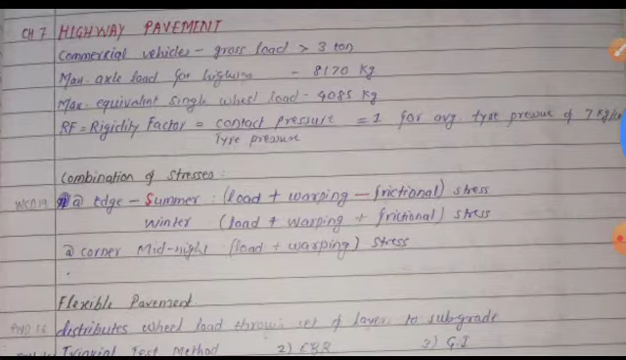 CH 7 HIGHWAY PAVEMENT
Commercial vehicles - gross load > 3 ton
Max. axle load for highway - 8170 Kg
Max. equivalent single wheel load - 4085 Kg
RF = Rigidity Factor = contact pressure / Tyre pressure = 1 for avg. tyre pressure of 7 Kg/
Combination of stresses:
@ edge - Summer: (load + warping - frictional) stress
Winter (load + warping + frictional) stress
@ corner Mid-night (load + warping) stress
Flexible Pavement
distributes wheel load set of layer to subgrade
Triaxial Test Method 2) CBR 3) G.I